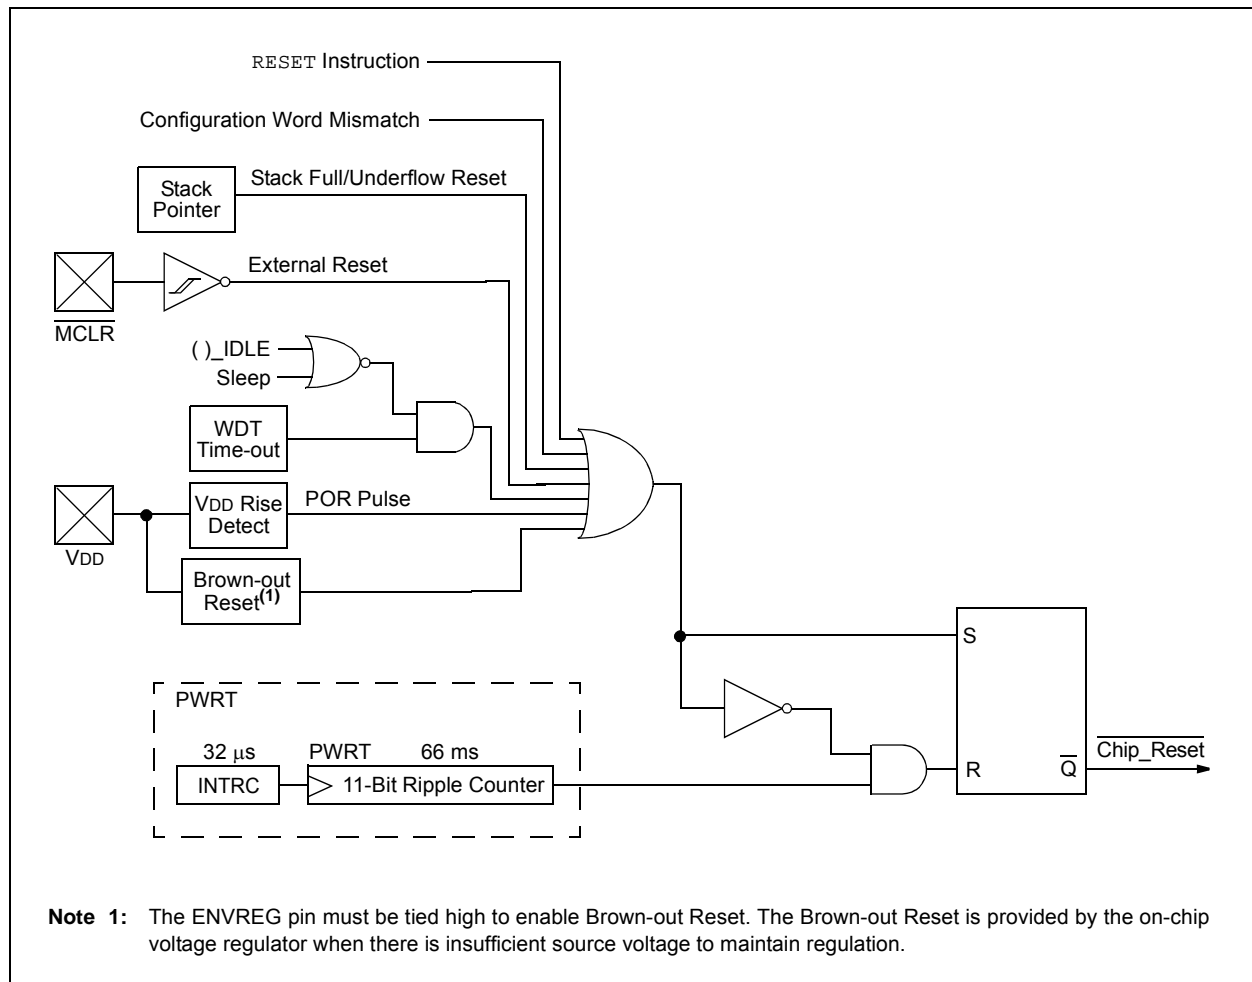 RESET Instruction
Configuration Word Mismatch
Stack
Pointer
Stack Full/Underflow Reset
External Reset
MCLR
( )_IDLE
Sleep
WDT
Time-out
VDD Rise
Detect
POR Pulse
VDD
Brown-out
Reset(1)
S
PWRT
32 μs
PWRT
66 ms
INTRC
11-Bit Ripple Counter
R
Q
Chip_Reset
Note 1: The ENVREG pin must be tied high to enable Brown-out Reset. The Brown-out Reset is provided by the on-chip
voltage regulator when there is insufficient source voltage to maintain regulation.